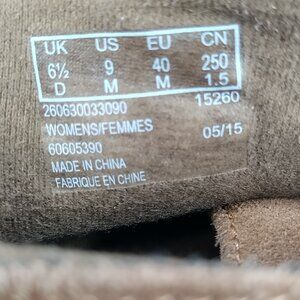 UK US EU CN
6½ 9 40 250
D M M 1.5
260630033090 15260
WOMENS/FEMMES 05/15
60605390
MADE IN CHINA
FABRIQUE EN CHINE